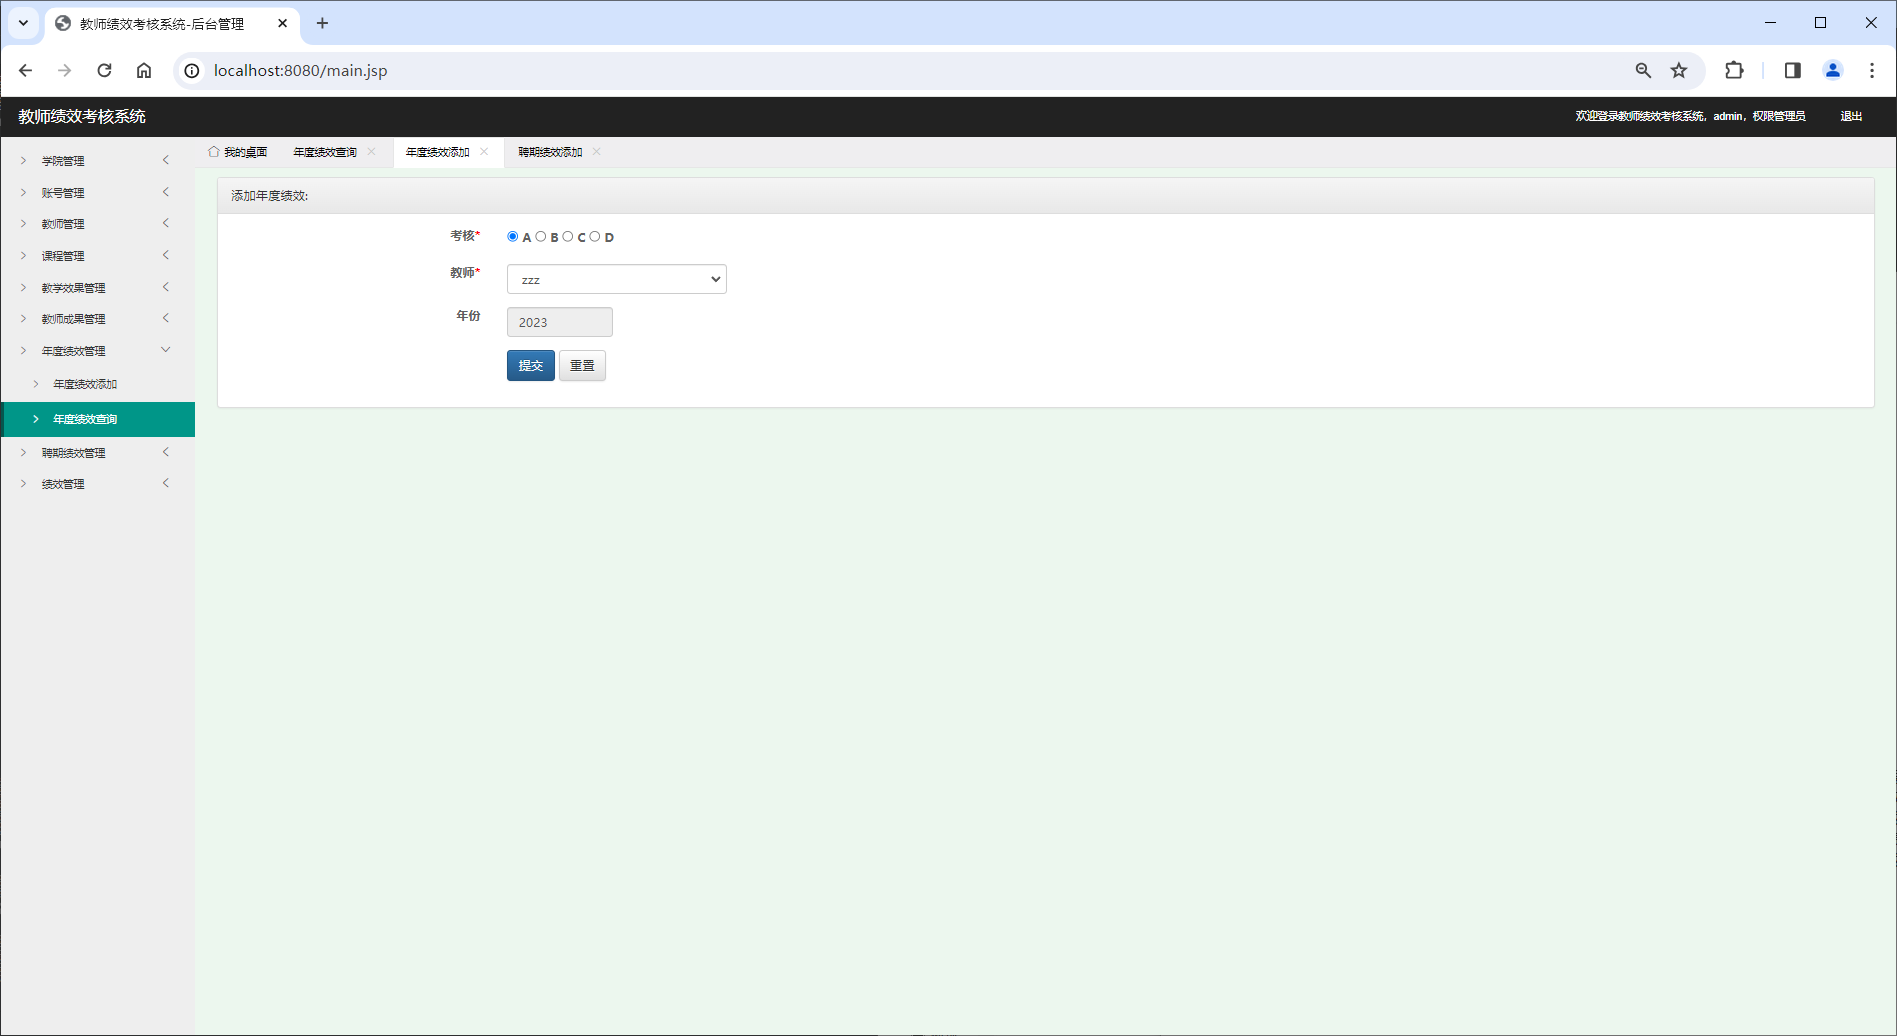 教师绩效考核系统-后台管理
localhost:8080/main.jsp
教师绩效考核系统
欢迎登录教师绩效考核系统，admin，权限管理员 退出
学院管理
账号管理
教师管理
课程管理
教学效果管理
教师成果管理
年度绩效管理
年度绩效添加
年度绩效查询
聘期绩效管理
绩效管理
我的桌面 年度绩效查询 年度绩效添加 聘期绩效添加
添加年度绩效:
考核* A B C D
教师* zzz
年份 2023
提交 重置